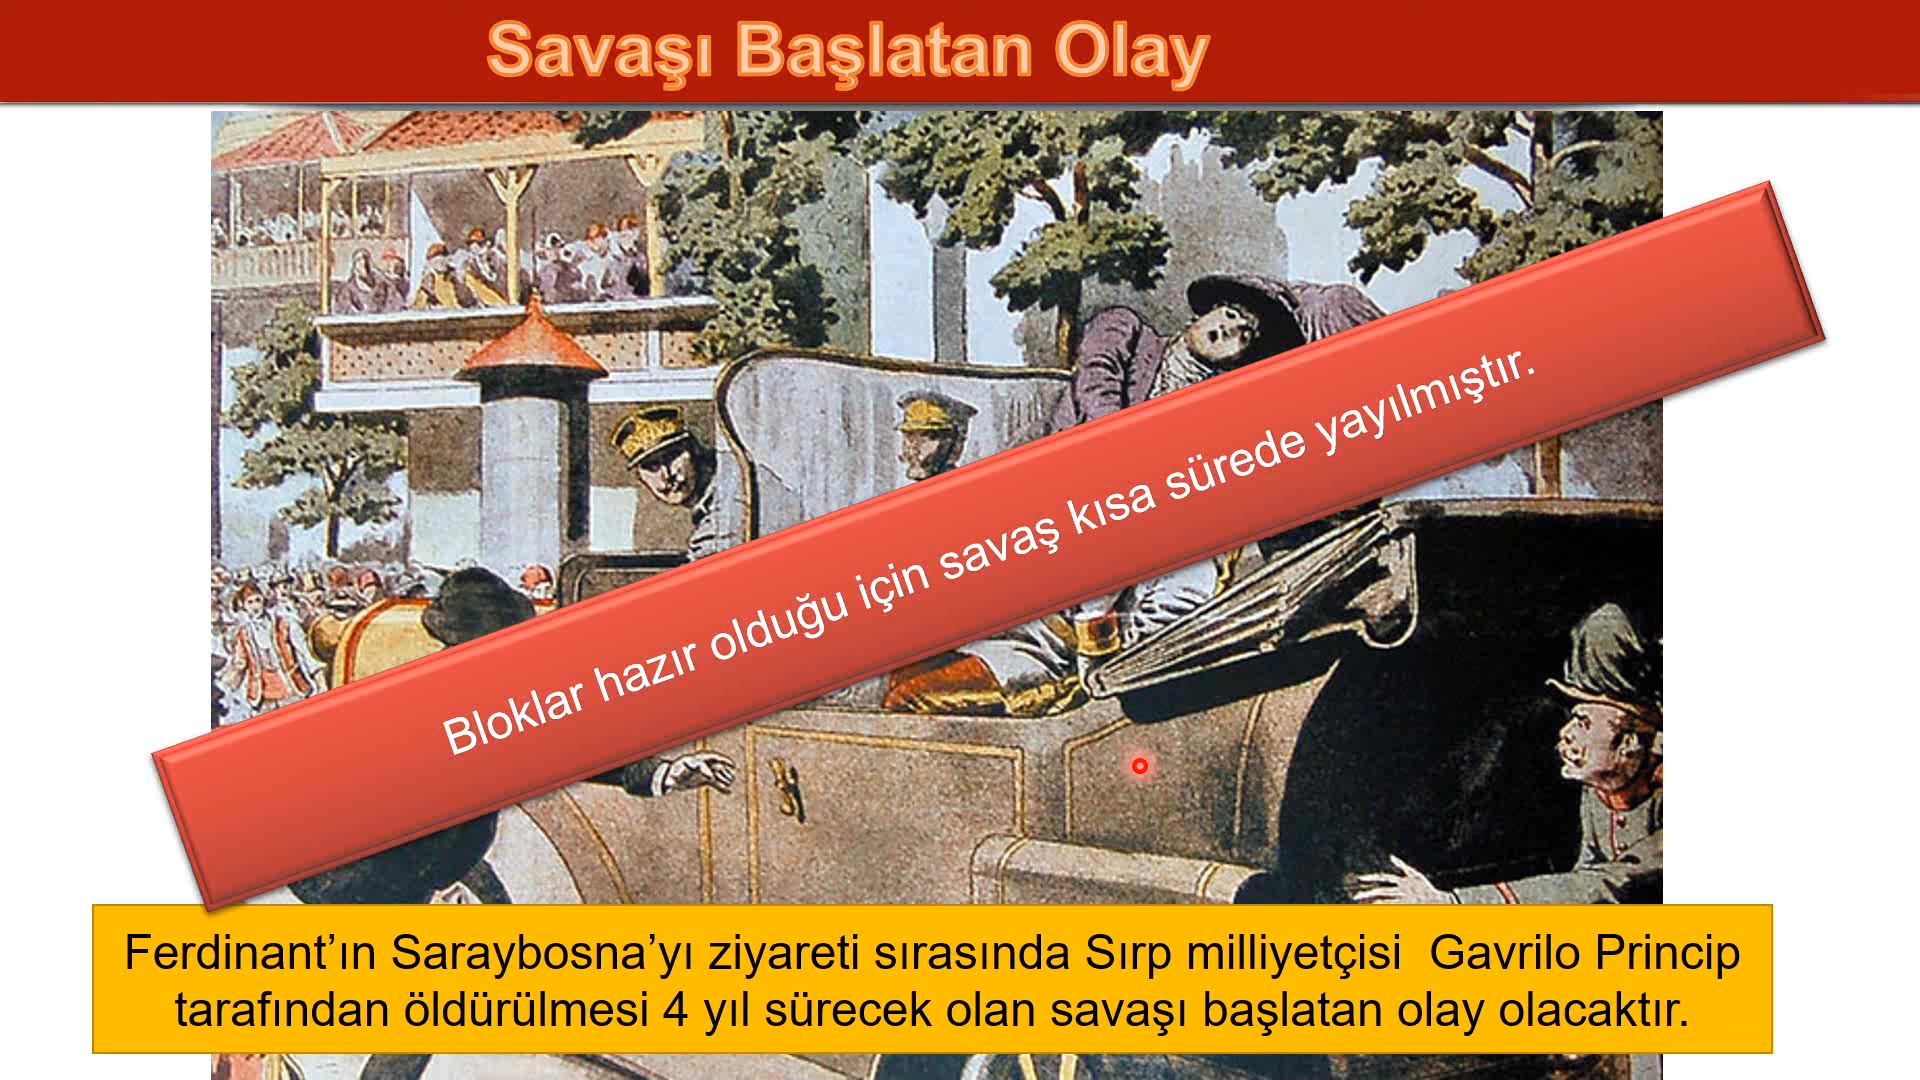 Savaşı Başlatan Olay
Bloklar hazır olduğu için savaş kısa sürede yayılmıştır.
Ferdinant’ın Saraybosna’yı ziyareti sırasında Sırp milliyetçisi  Gavrilo Princip
tarafından öldürülmesi 4 yıl sürecek olan savaşı başlatan olay olacaktır.